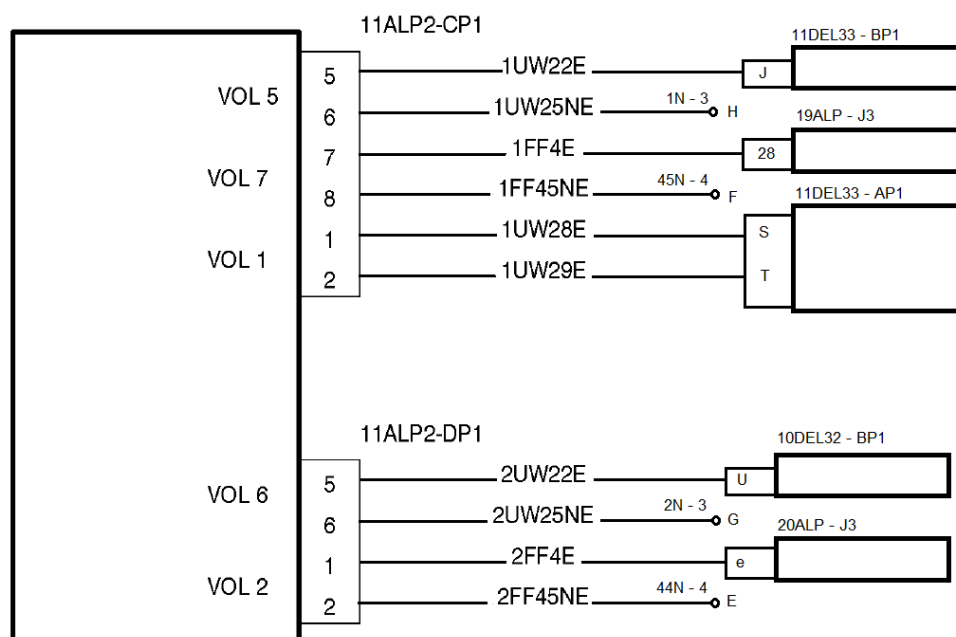 11ALP2-CP1
11DEL33 - BP1
5 1UW22E J
VOL 5
6 1UW25NE 1N - 3 H
19ALP - J3
7 1FF4E 28
VOL 7
8 1FF45NE 45N - 4 F
11DEL33 - AP1
1 1UW28E S
VOL 1
2 1UW29E T
11ALP2-DP1
10DEL32 - BP1
5 2UW22E U
VOL 6
6 2UW25NE 2N - 3 G
20ALP - J3
1 2FF4E e
VOL 2
2 2FF45NE 44N - 4 E